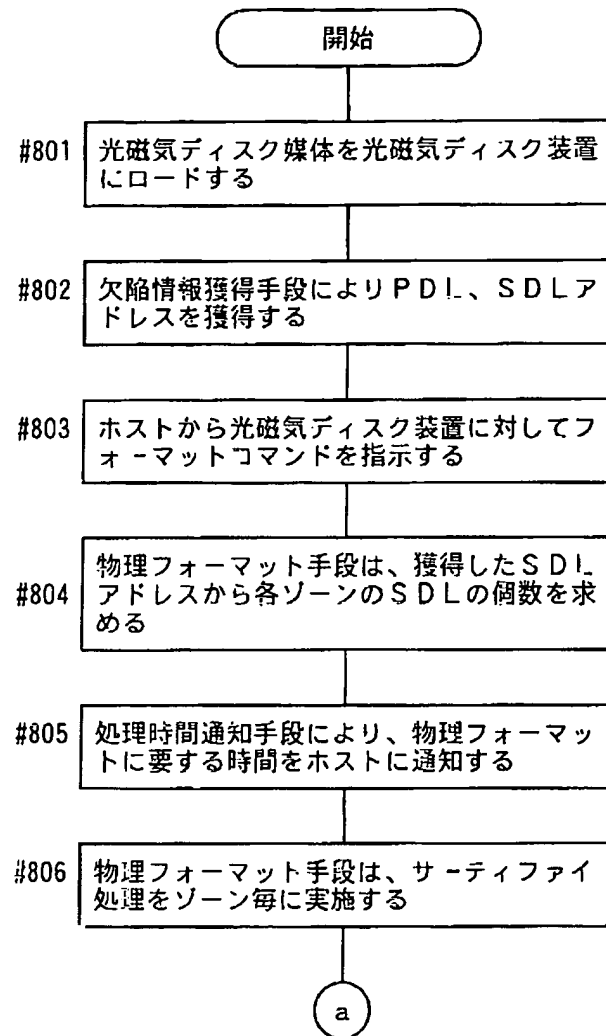 開始
#801
光磁気ディスク媒体を光磁気ディスク装置
にロードする
#802
欠陥情報獲得手段によりPDL、SDLア
ドレスを獲得する
#803
ホストから光磁気ディスク装置に対してフ
ォーマットコマンドを指示する
#804
物理フォーマット手段は、獲得したSDL
アドレスから各ゾーンのSDLの個数を求
める
#805
処理時間通知手段により、物理フォーマッ
トに要する時間をホストに通知する
#806
物理フォーマット手段は、サーティファイ
処理をゾーン毎に実施する
a